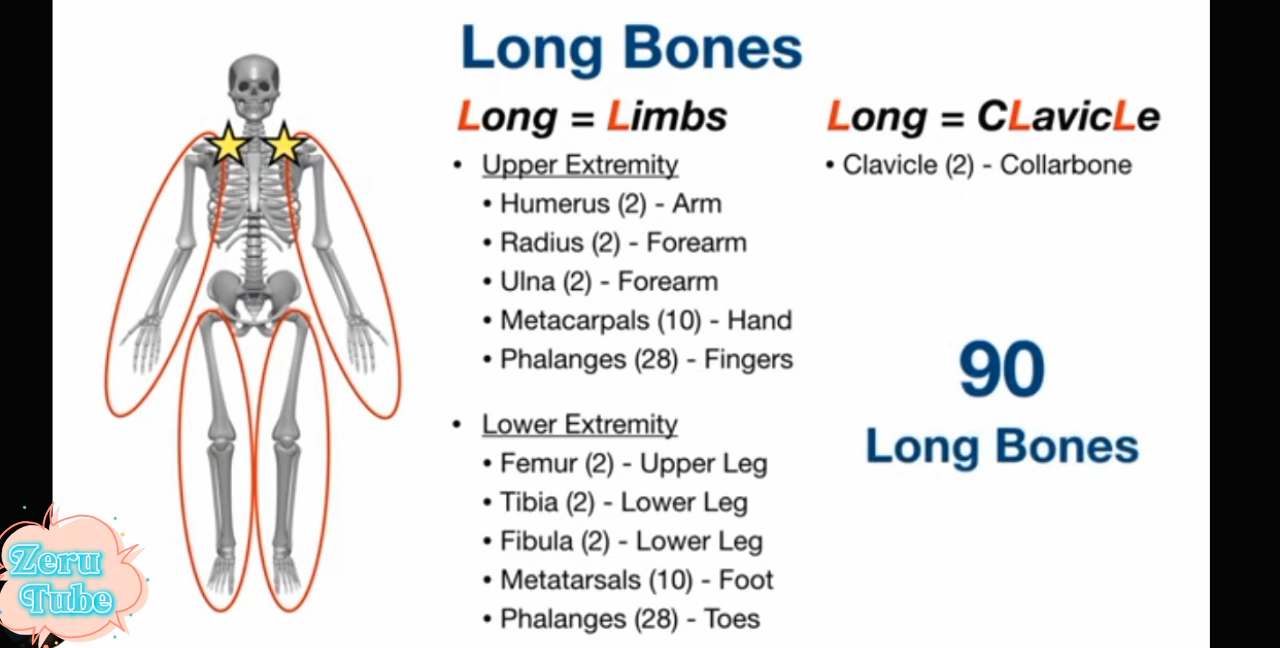 Long Bones
Long = Limbs
• Upper Extremity
• Humerus (2) - Arm
• Radius (2) - Forearm
• Ulna (2) - Forearm
• Metacarpals (10) - Hand
• Phalanges (28) - Fingers
• Lower Extremity
• Femur (2) - Upper Leg
• Tibia (2) - Lower Leg
• Fibula (2) - Lower Leg
• Metatarsals (10) - Foot
• Phalanges (28) - Toes
Long = CLavicLe
• Clavicle (2) - Collarbone
90
Long Bones
Zeru
Tube